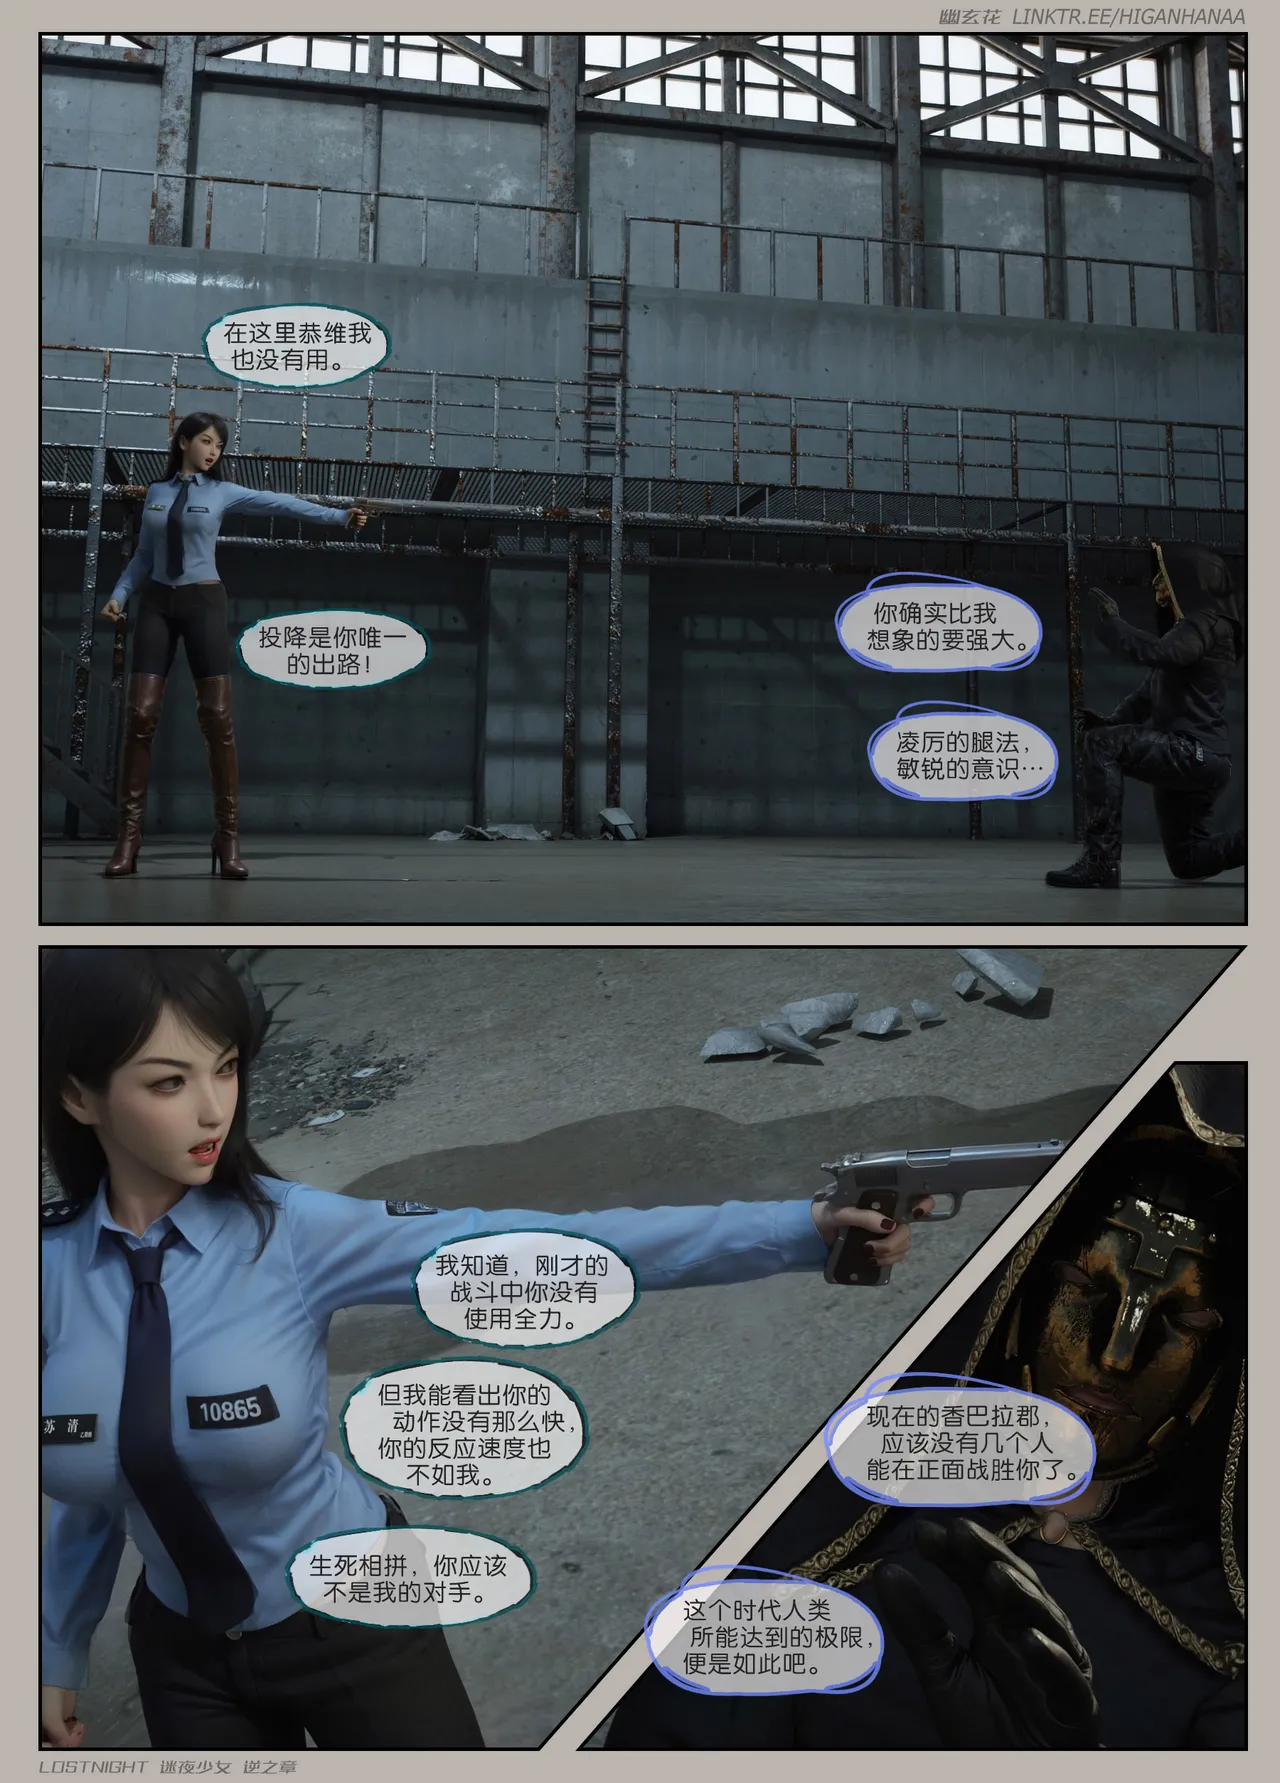 幽玄花 LINKTR.EE/HIGANHANAA
在这里恭维我
也没有用。
投降是你唯一
的出路！
你确实比我
想象的要强大。
凌厉的腿法，
敏锐的意识…
我知道，刚才的
战斗中你没有
使用全力。
但我能看出你的
动作没有那么快，
你的反应速度也
不如我。
10865
苏 清
生死相拼，你应该
不是我的对手。
现在的香巴拉郡，
应该没有几个人
能在正面战胜你了。
这个时代人类
所能达到的极限，
便是如此吧。
LOSTNIGHT 迷夜少女 逆之章